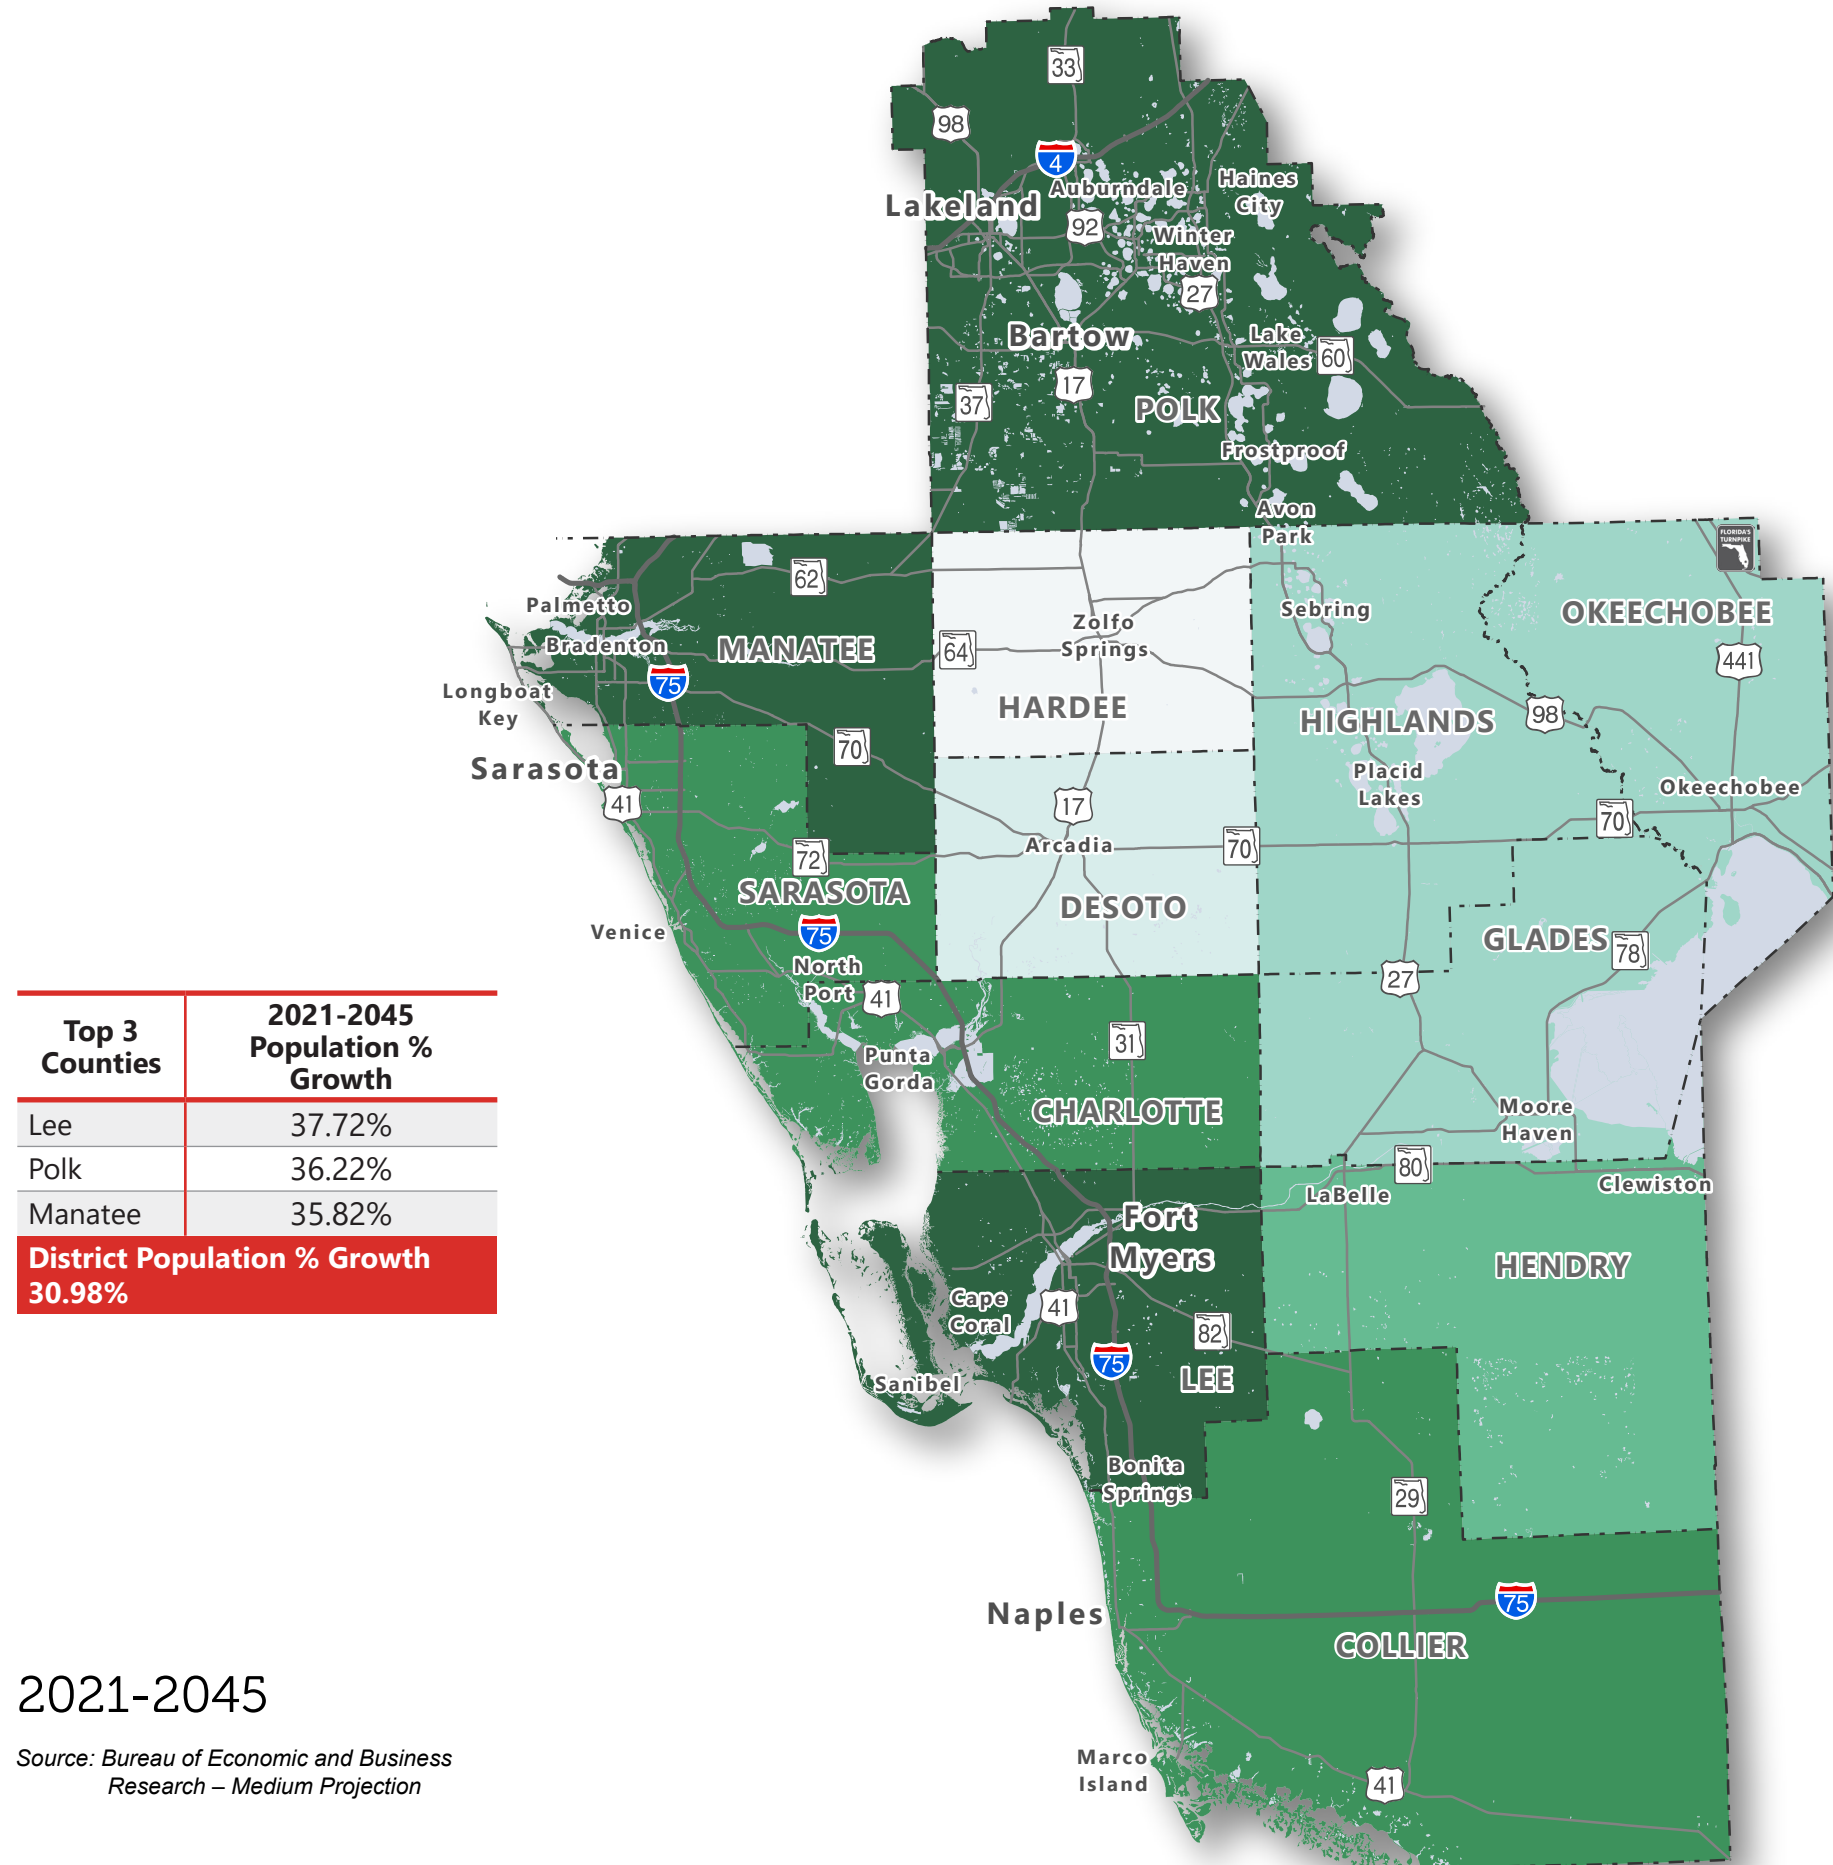 33
98
4
Auburndale
Haines
City
Lakeland
92
Winter
Haven
27
Bartow
Lake
Wales
60
17
37
POLK
Frostproof
Avon
Park
FLORIDA'S
TURNPIKE
62
Palmetto
Bradenton
MANATEE
64
Zolfo
Springs
Sebring
OKEECHOBEE
441
75
Longboat
Key
HARDEE
HIGHLANDS
98
70
Sarasota
41
Placid
Lakes
Okeechobee
17
70
72
Arcadia
70
SARASOTA
DESOTO
Venice
75
GLADES
78
North
Port
41
27
Punta
Gorda
31
CHARLOTTE
Moore
Haven
80
LaBelle
Clewiston
Fort
Myers
HENDRY
Cape
Coral
41
82
75
LEE
Sanibel
Bonita
Springs
29
Naples
75
COLLIER
Marco
Island
41
Top 3
Counties
2021-2045
Population %
Growth
Lee 37.72%
Polk 36.22%
Manatee 35.82%
District Population % Growth
30.98%
2021-2045
Source: Bureau of Economic and Business
Research – Medium Projection